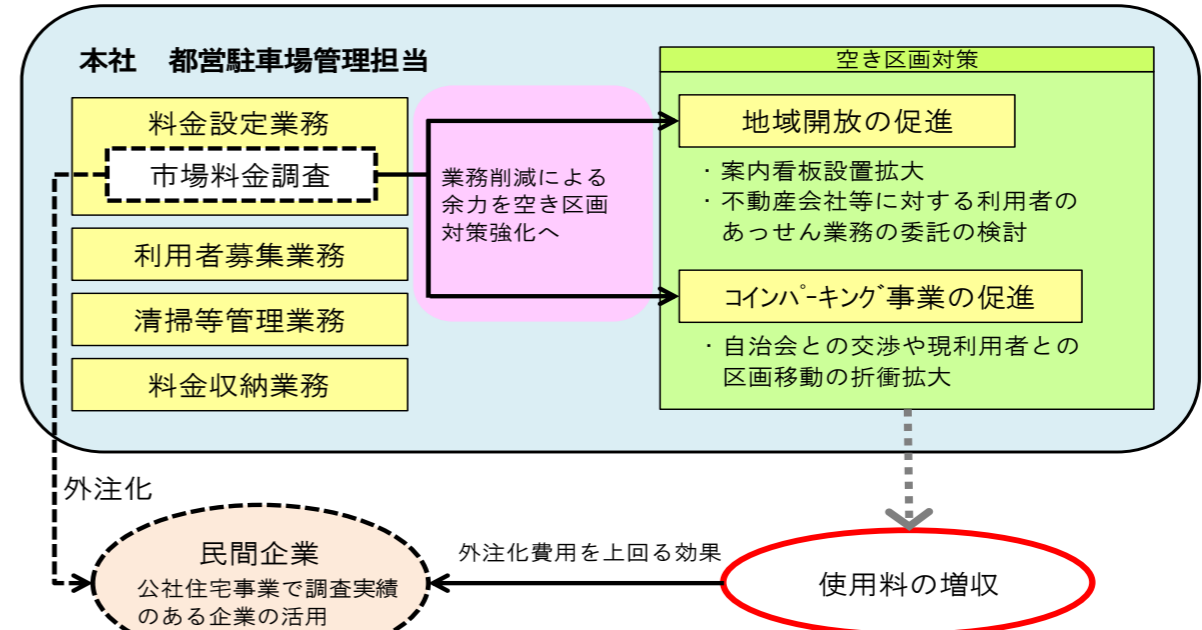 本社 都営駐車場管理担当
料金設定業務
市場料金調査
利用者募集業務
清掃等管理業務
料金収納業務
業務削減による
余力を空き区画
対策強化へ
空き区画対策
地域開放の促進
・案内看板設置拡大
・不動産会社等に対する利用者の
あっせん業務の委託の検討
コインパーキング事業の促進
・自治会との交渉や現利用者との
区画移動の折衝拡大
外注化
民間企業
公社住宅事業で調査実績
のある企業の活用
外注化費用を上回る効果
使用料の増収